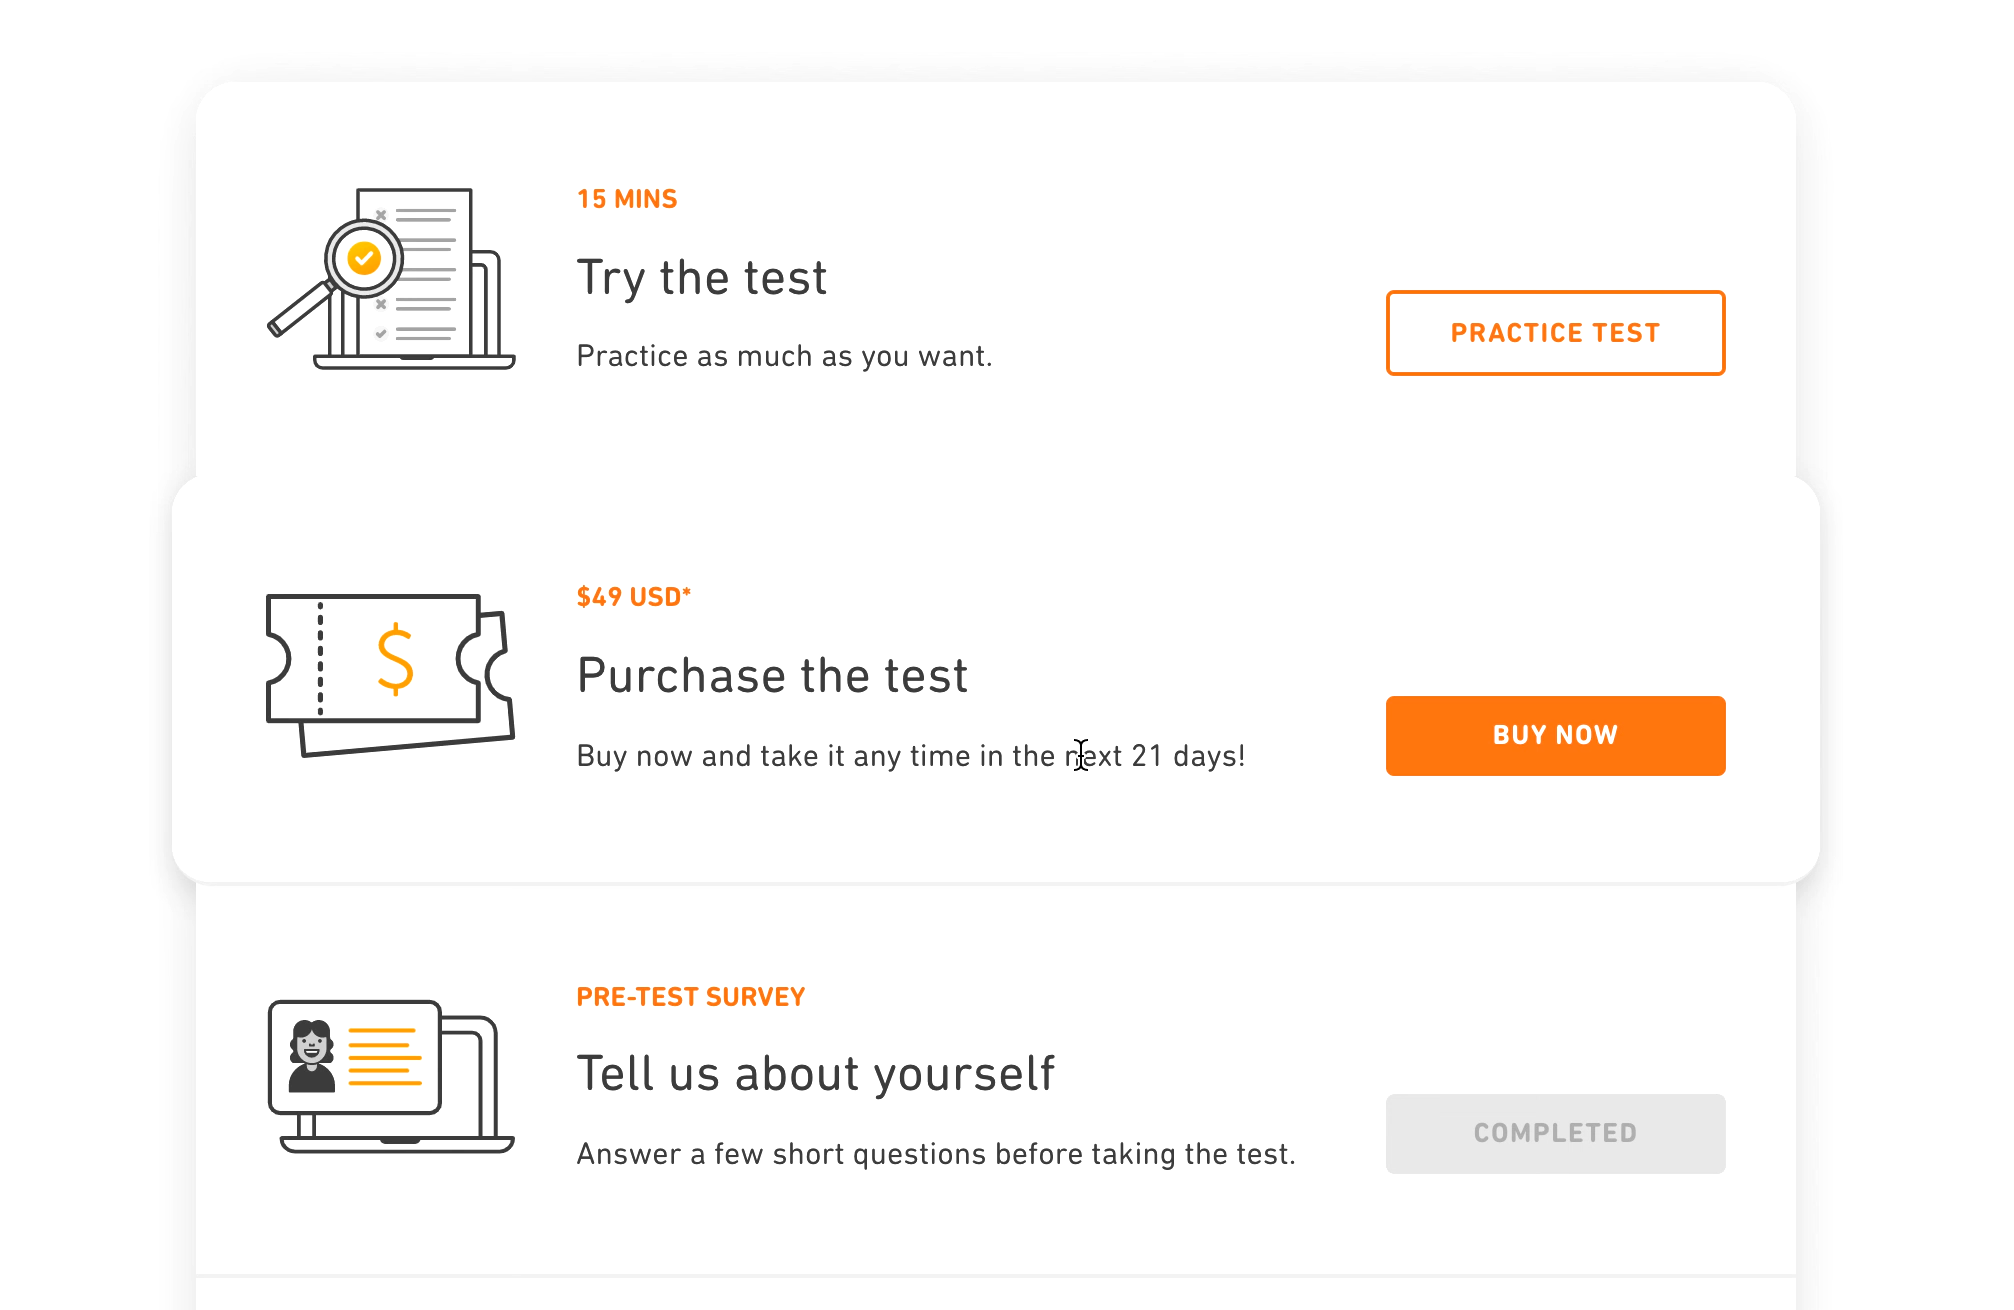 15 MINS
Try the test
Practice as much as you want.
PRACTICE TEST
$49 USD*
Purchase the test
Buy now and take it any time in the next 21 days!
BUY NOW
PRE-TEST SURVEY
Tell us about yourself
Answer a few short questions before taking the test.
COMPLETED